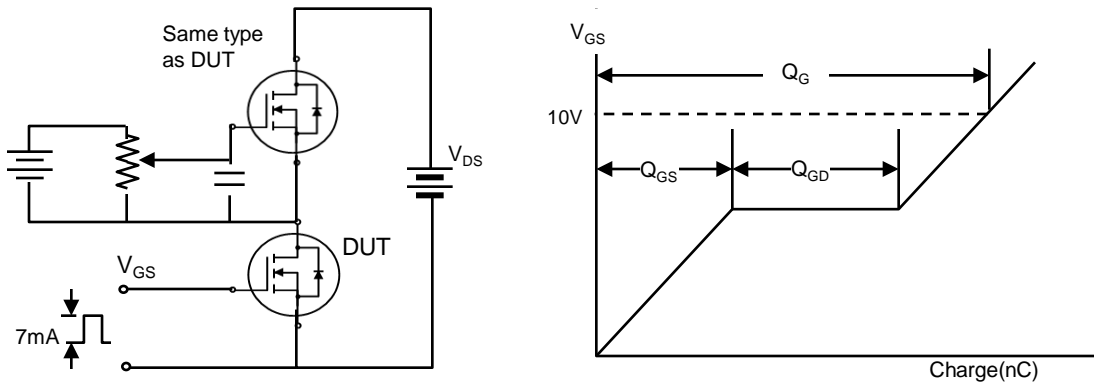 Same type
as DUT
V_DS
DUT
V_GS
7mA
V_GS
Q_G
10V
Q_GS
Q_GD
Charge(nC)